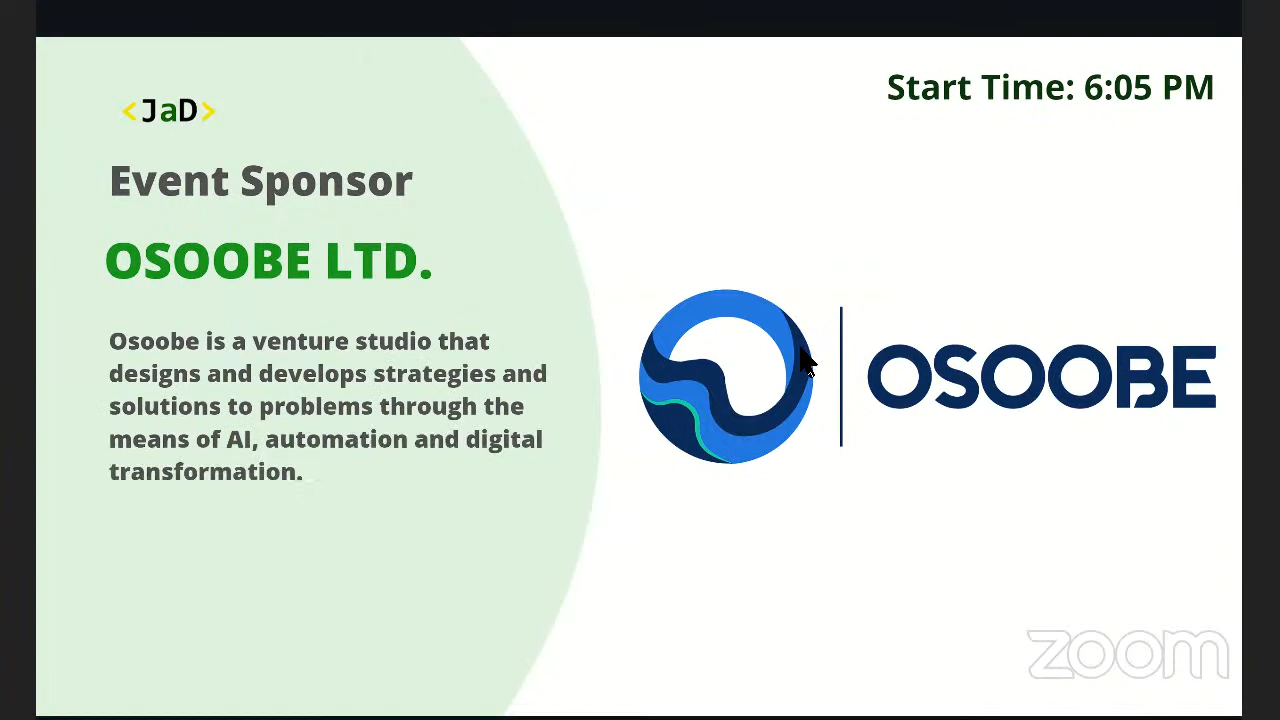 Start Time: 6:05 PM
<JaD>
Event Sponsor
OSOOBE LTD.
Osoobe is a venture studio that
designs and develops strategies and
solutions to problems through the
means of AI, automation and digital
transformation.
OSOOBE
zoom